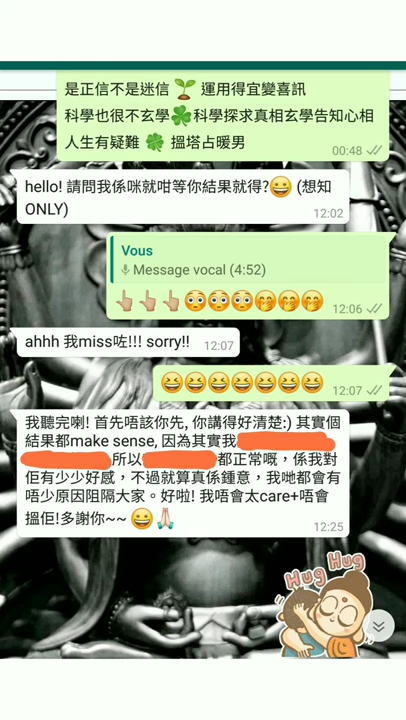 是正信不是迷信🌱運用得宜變喜訊
科學也很不玄學🍀科學探求真相玄學告知心相
人生有疑難 🍀 搵塔占暖男
00:48
hello! 請問我係咪就咁等你結果就得?😀 (想知
ONLY)
12:02
Vous
Message vocal (4:52)
👆🏼👆🏼👆🏼😳😳😳🤭🤭🤭
12:06
ahhh 我miss咗!!! sorry!!
12:07
😆😆😆😆😆😆😆
12:07
我聽完喇! 首先唔該你先, 你講得好清楚:) 其實個
結果都make sense, 因為其實我
所以 都正常嘅，係我對
佢有少少好感，不過就算真係鍾意，我哋都會有
唔少原因阻隔大家。好啦! 我唔會太care+唔會
搵佢!多謝你~~ 😀🙏🏻
12:25
Hug Hug